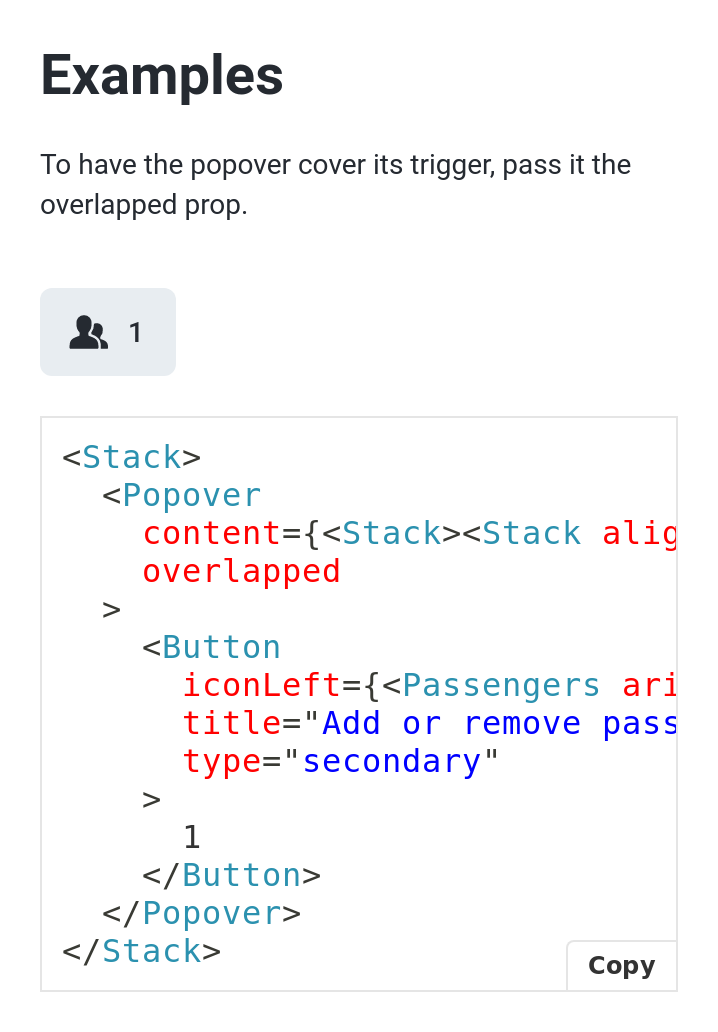 Examples
To have the popover cover its trigger, pass it the
overlapped prop.
1
<Stack>
  <Popover
    content={<Stack><Stack alig
    overlapped
  >
    <Button
      iconLeft={<Passengers ari
      title="Add or remove pass
      type="secondary"
    >
      1
    </Button>
  </Popover>
</Stack>
Copy